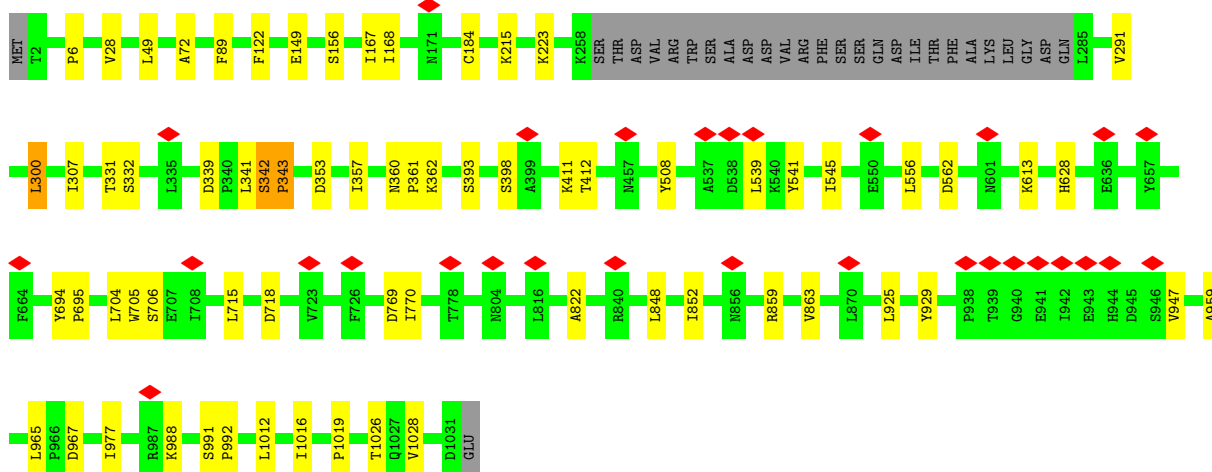 MET T2 P6 V28 L49 A72 F89 F122 E149 S156 I167 I168 N171 C184 K215 K223 K258 SER THR ASP VAL ARG TRP SER ALA ASP ASP VAL ARG PHE SER SER GLN ASP ILE THR PHE ALA LYS LEU GLY ASP GLN L285 V291
L300 I307 T331 S332 L335 D339 P340 L341 S342 P343 D353 I357 N360 P361 K362 S393 S398 A399 K411 T412 N457 Y508 A537 D538 L539 K540 Y541 I545 E550 L556 D562 N601 K613 H628 E636 Y657
F664 Y694 P695 L704 W705 S706 E707 I708 L715 D718 V723 F726 D769 I770 T778 N804 L816 A822 R840 L848 I852 N856 R859 V863 L870 L925 Y929 P938 T939 G940 E941 I942 E943 H944 D945 S946 V947 A959
L965 P966 D967 I977 R987 K988 S991 P992 L1012 I1016 P1019 T1026 Q1027 V1028 D1031 GLU